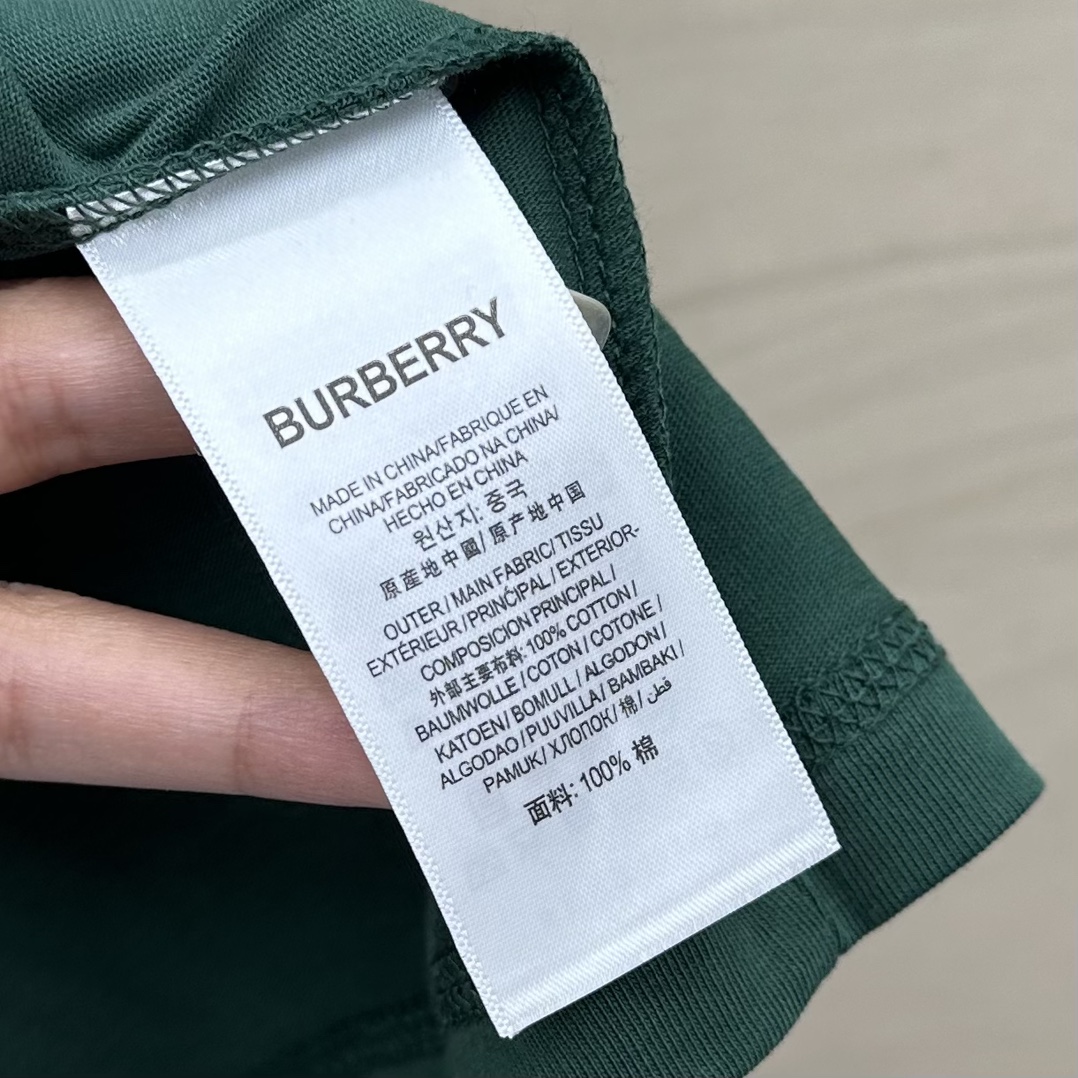 BURBERRY
MADE IN CHINA/FABRIQUE EN
CHINA/FABRICADO NA CHINA/
HECHO EN CHINA
원산지: 중국
原産地中國/ 原产地中国
OUTER / MAIN FABRIC/ TISSU
EXTÉRIEUR / PRINCIPAL / EXTERIOR-
COMPOSICION PRINCIPAL /
外部主要布料: 100% COTTON /
BAUMWOLLE / COTON / COTONE /
KATOEN/ BOMULL / ALGODON /
ALGODAO / PUUVILLA/ BAMBAKI /
PAMUK / ХЛОПОК/ 棉/ قطن
面料: 100% 棉